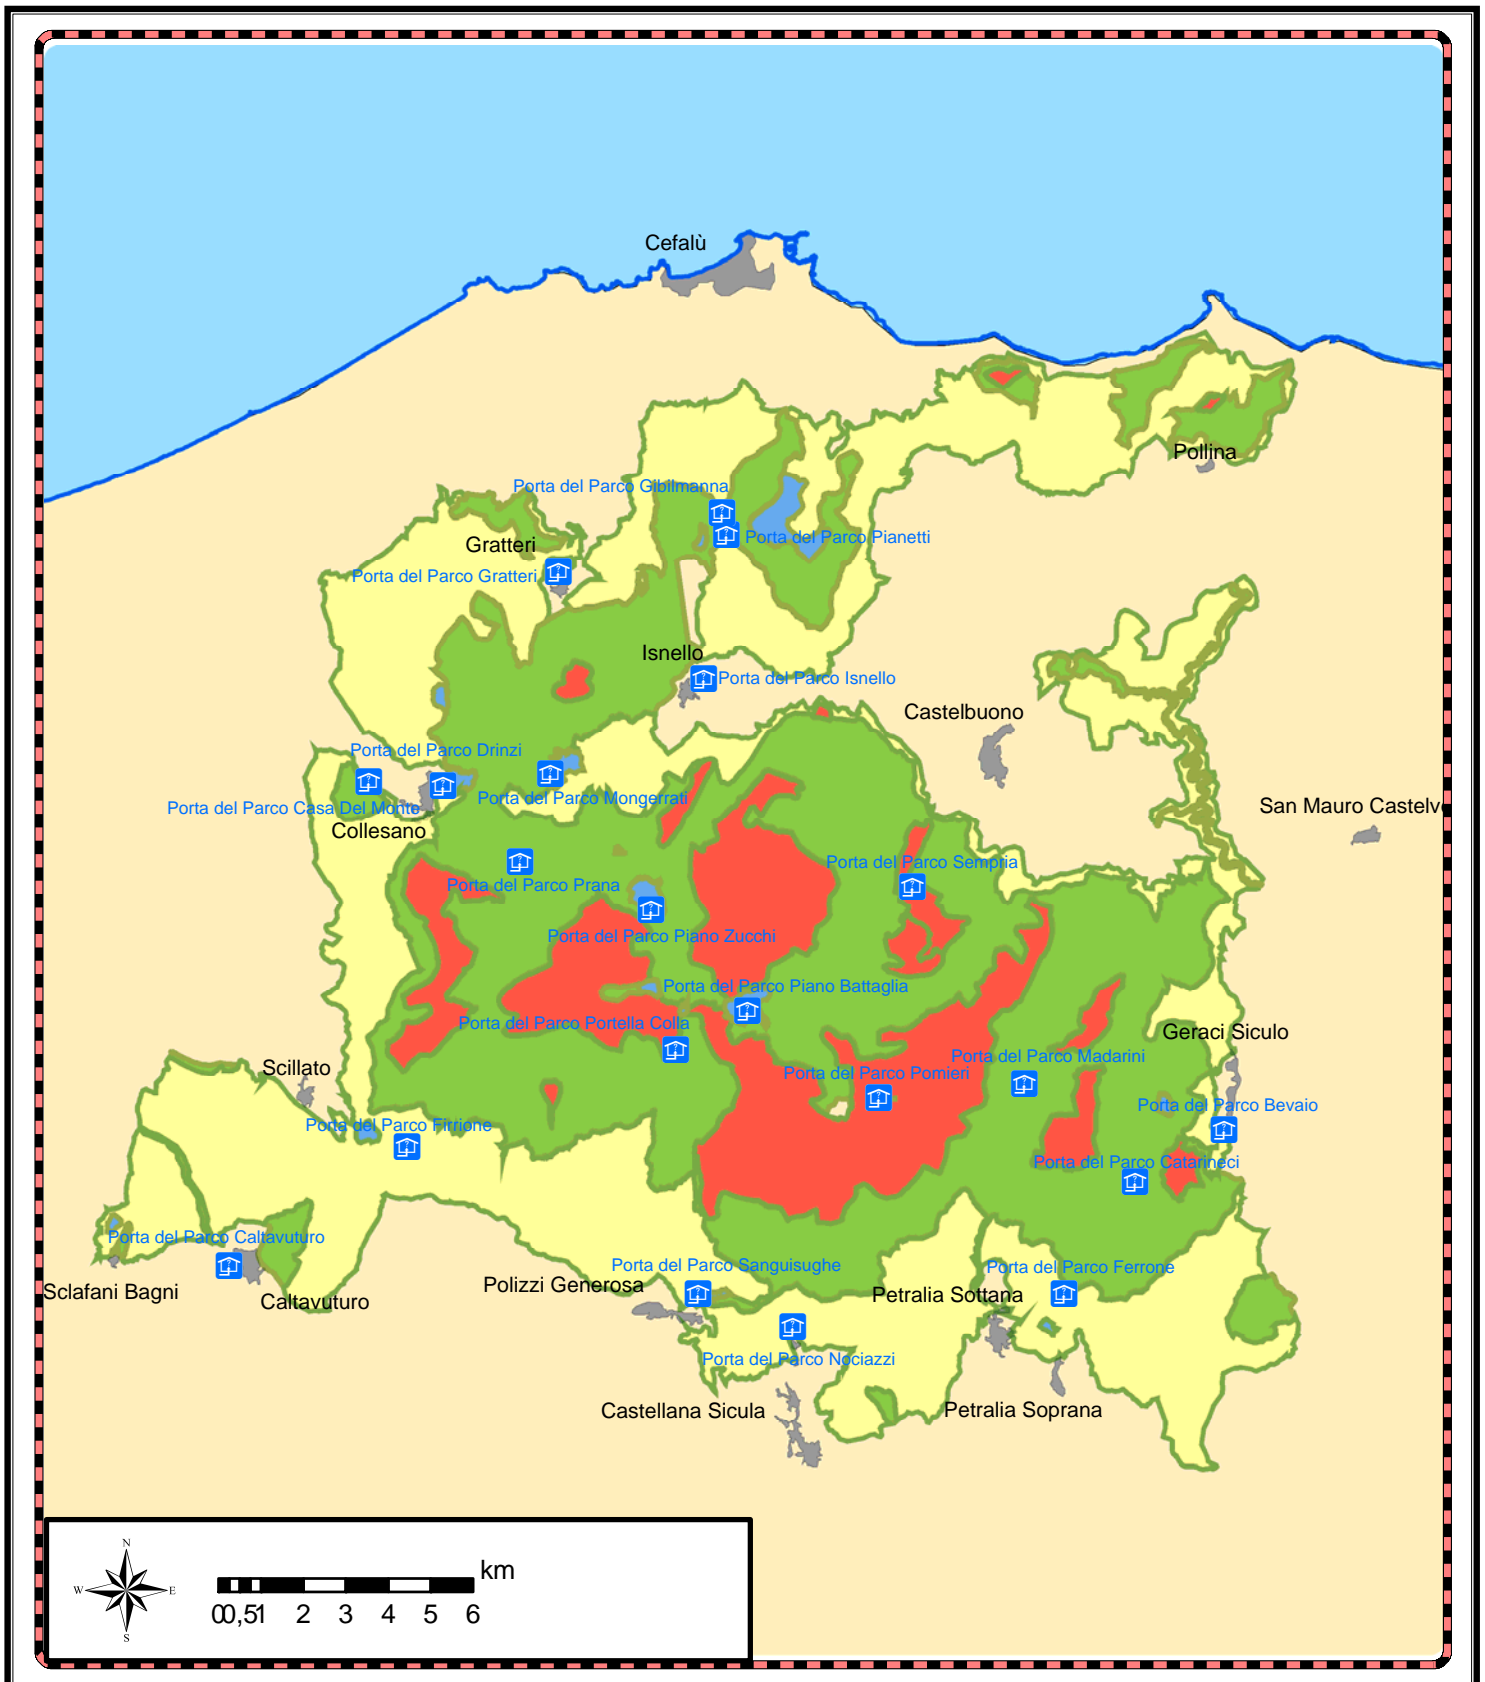 Cefalù
Pollina
Porta del Parco Gibilmanna
Porta del Parco Pianetti
Gratteri
Porta del Parco Gratteri
Isnello
Porta del Parco Isnello
Castelbuono
Porta del Parco Drinzi
Porta del Parco Mongerrati
Porta del Parco Casa Del Monte
San Mauro Castelv
Collesano
Porta del Parco Sempria
Porta del Parco Prana
Porta del Parco Piano Zucchi
Porta del Parco Piano Battaglia
Porta del Parco Portella Colla
Geraci Siculo
Porta del Parco Madarini
Scillato
Porta del Parco Pomieri
Porta del Parco Bevaio
Porta del Parco Firrione
Porta del Parco Catarineci
Porta del Parco Caltavuturo
Porta del Parco Sanguisughe
Porta del Parco Ferrone
Sclafani Bagni
Polizzi Generosa
Petralia Sottana
Caltavuturo
Porta del Parco Nociazzi
Castellana Sicula
Petralia Soprana
N
W
E
S
km
0 0,5 1 2 3 4 5 6